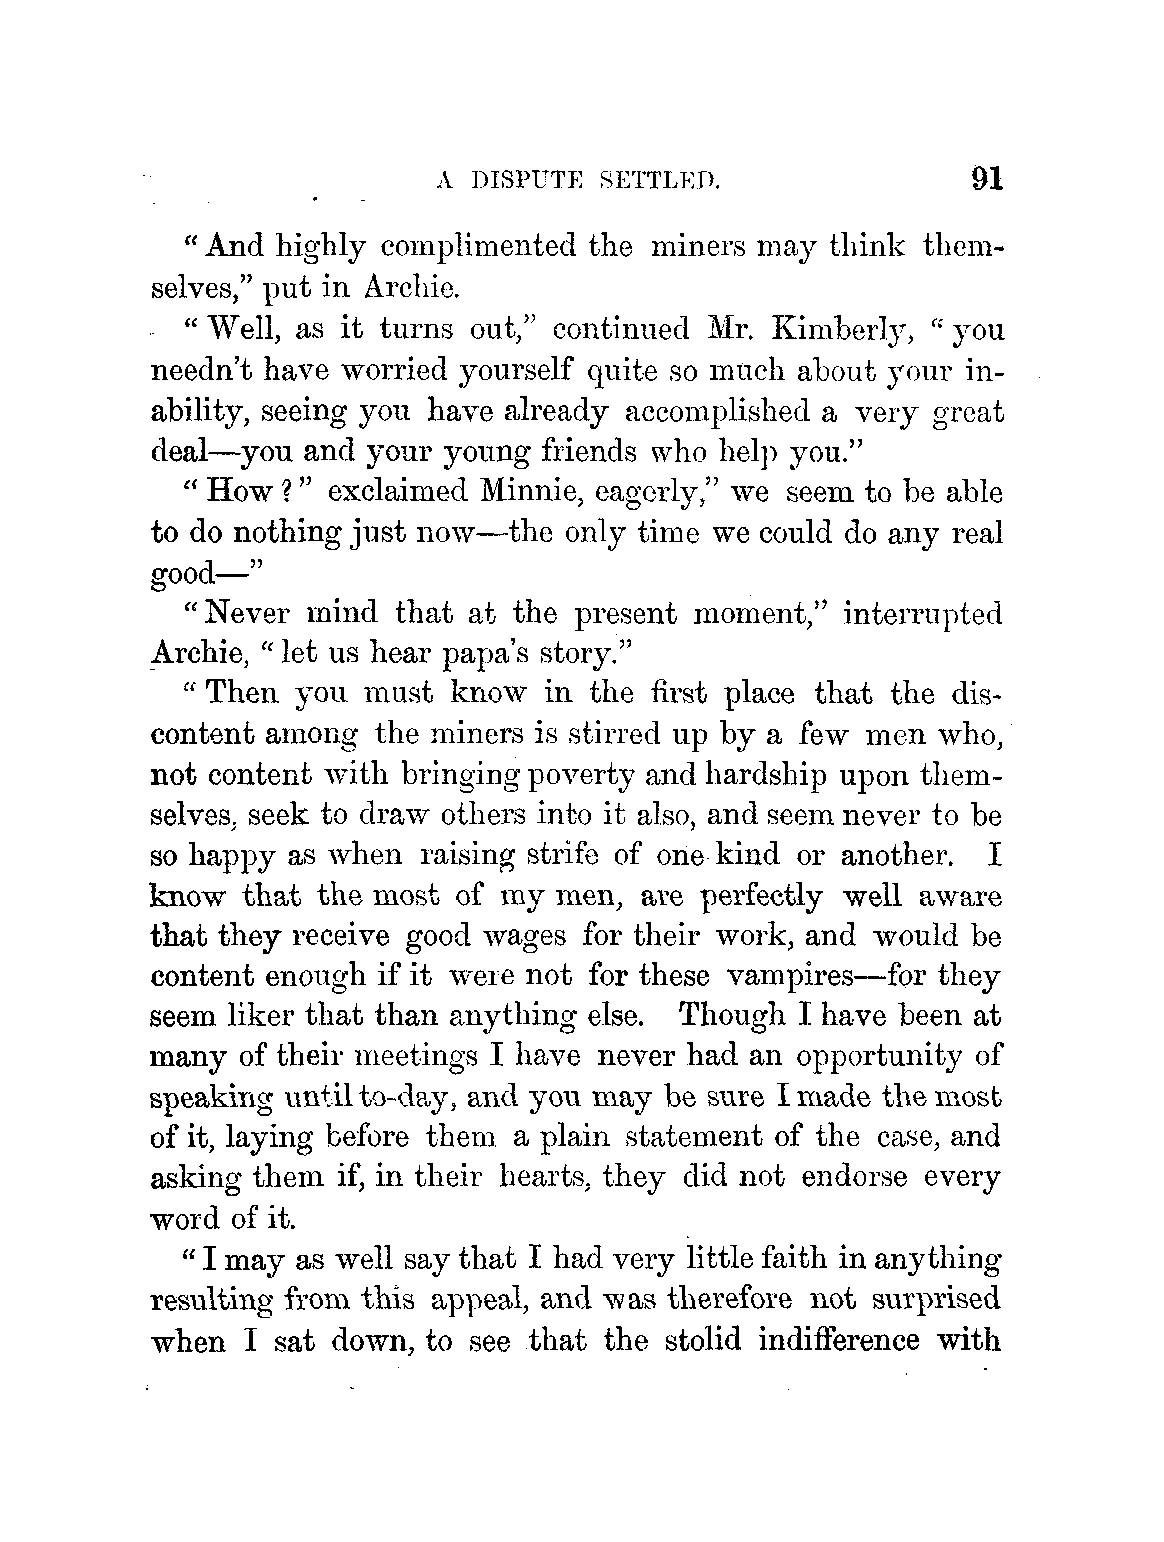 A DISPUTE SETTLED. 91
“ And highly complimented the miners may think them-
selves,” put in Archie.
“ Well, as it turns out,” continued Mr. Kimberly, “ you
needn’t have worried yourself quite so much about your in-
ability, seeing you have already accomplished a very great
deal—you and your young friends who help you.”
“ How ? ” exclaimed Minnie, eagerly,” we seem to be able
to do nothing just now—the only time we could do any real
good—”
“ Never mind that at the present moment,” interrupted
Archie, “ let us hear papa’s story.”
“ Then you must know in the first place that the dis-
content among the miners is stirred up by a few men who,
not content with bringing poverty and hardship upon them-
selves, seek to draw others into it also, and seem never to be
so happy as when raising strife of one kind or another. I
know that the most of my men, are perfectly well aware
that they receive good wages for their work, and would be
content enough if it were not for these vampires—for they
seem liker that than anything else. Though I have been at
many of their meetings I have never had an opportunity of
speaking until to-day, and you may be sure I made the most
of it, laying before them a plain statement of the case, and
asking them if, in their hearts, they did not endorse every
word of it.
“ I may as well say that I had very little faith in anything
resulting from this appeal, and was therefore not surprised
when I sat down, to see that the stolid indifference with